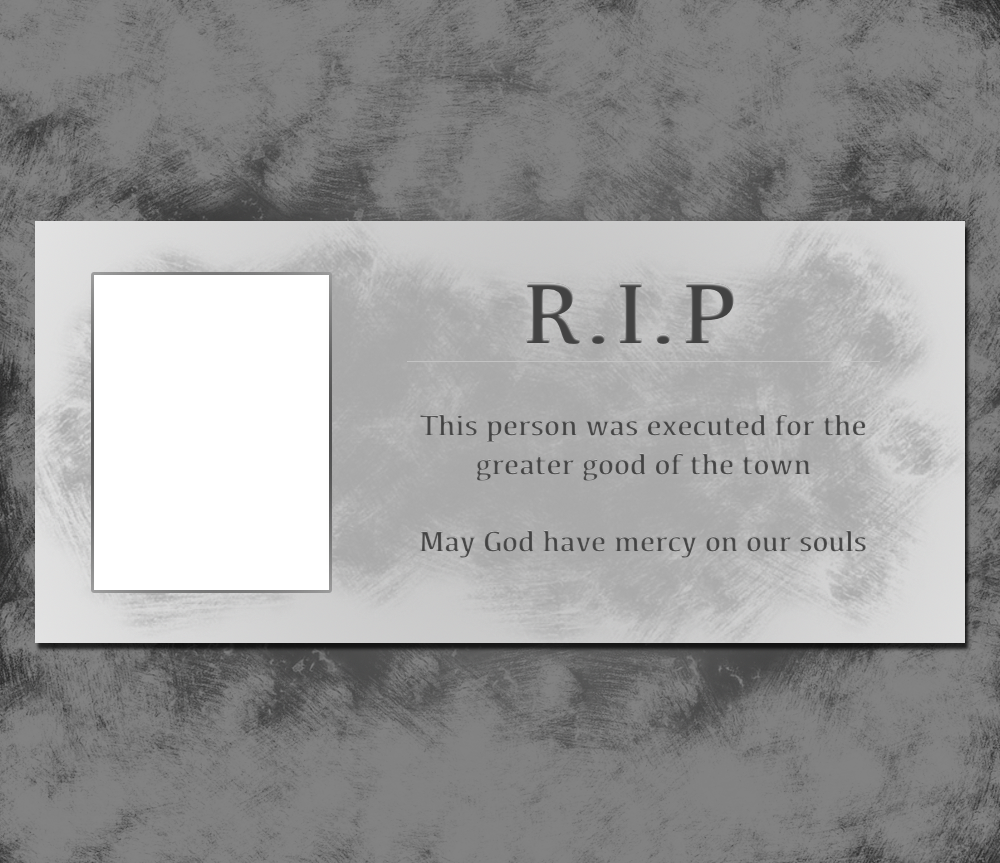 R.I.P
This person was executed for the
greater good of the town
May God have mercy on our souls